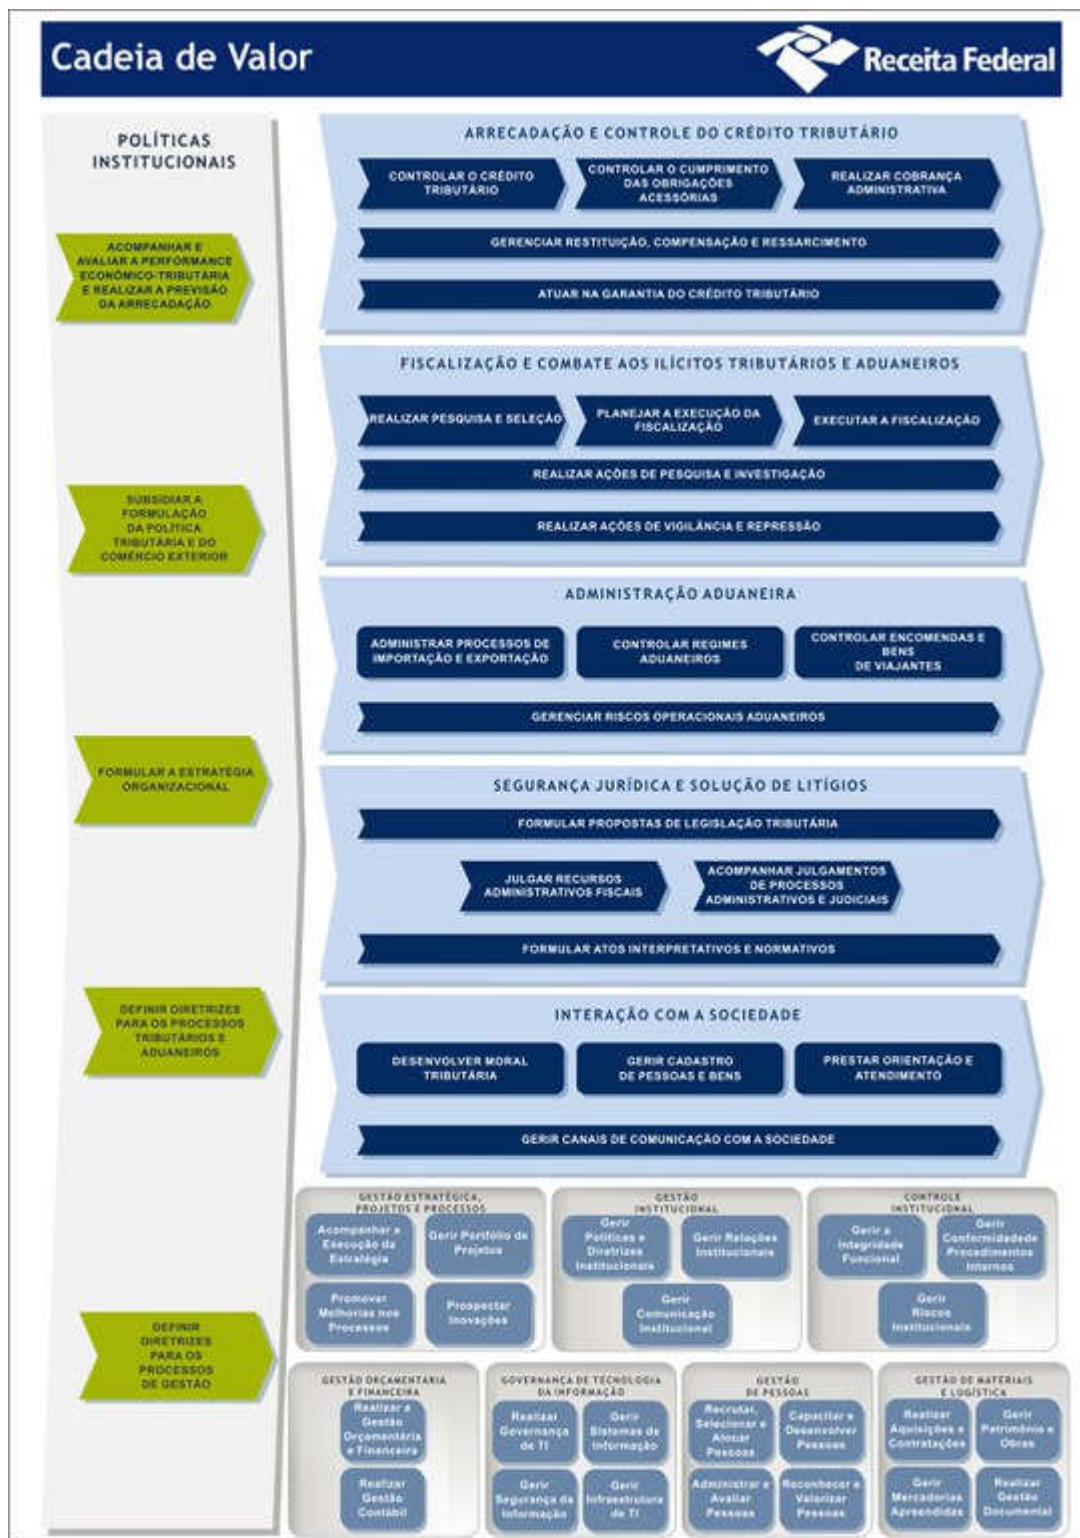 Cadeia de Valor
Receita Federal
POLÍTICAS
INSTITUCIONAIS
ACOMPANHAR E
AVALIAR A PERFORMANCE
ECONÔMICO-TRIBUTÁRIA
E REALIZAR A PREVISÃO
DA ARRECADAÇÃO
SUBSIDIAR A
FORMULAÇÃO
DA POLÍTICA
TRIBUTÁRIA E DO
COMÉRCIO EXTERIOR
FORMULAR A ESTRATÉGIA
ORGANIZACIONAL
DEFINIR DIRETRIZES
PARA OS PROCESSOS
TRIBUTÁRIOS E
ADUANEIROS
DEFINIR
DIRETRIZES
PARA OS
PROCESSOS
DE GESTÃO
ARRECADAÇÃO E CONTROLE DO CRÉDITO TRIBUTÁRIO
CONTROLAR O CRÉDITO
TRIBUTÁRIO
CONTROLAR O CUMPRIMENTO
DAS OBRIGAÇÕES
ACESSÓRIAS
REALIZAR COBRANÇA
ADMINISTRATIVA
GERENCIAR RESTITUIÇÃO, COMPENSAÇÃO E RESSARCIMENTO
ATUAR NA GARANTIA DO CRÉDITO TRIBUTÁRIO
FISCALIZAÇÃO E COMBATE AOS ILÍCITOS TRIBUTÁRIOS E ADUANEIROS
REALIZAR PESQUISA E SELEÇÃO
PLANEJAR A EXECUÇÃO DA
FISCALIZAÇÃO
EXECUTAR A FISCALIZAÇÃO
REALIZAR AÇÕES DE PESQUISA E INVESTIGAÇÃO
REALIZAR AÇÕES DE VIGILÂNCIA E REPRESSÃO
ADMINISTRAÇÃO ADUANEIRA
ADMINISTRAR PROCESSOS DE
IMPORTAÇÃO E EXPORTAÇÃO
CONTROLAR REGIMES
ADUANEIROS
CONTROLAR ENCOMENDAS E
BENS
DE VIAJANTES
GERENCIAR RISCOS OPERACIONAIS ADUANEIROS
SEGURANÇA JURÍDICA E SOLUÇÃO DE LITÍGIOS
FORMULAR PROPOSTAS DE LEGISLAÇÃO TRIBUTÁRIA
JULGAR RECURSOS
ADMINISTRATIVOS FISCAIS
ACOMPANHAR JULGAMENTOS
DE PROCESSOS
ADMINISTRATIVOS E JUDICIAIS
FORMULAR ATOS INTERPRETATIVOS E NORMATIVOS
INTERAÇÃO COM A SOCIEDADE
DESENVOLVER MORAL
TRIBUTÁRIA
GERIR CADASTRO
DE PESSOAS E BENS
PRESTAR ORIENTAÇÃO E
ATENDIMENTO
GERIR CANAIS DE COMUNICAÇÃO COM A SOCIEDADE
GESTÃO ESTRATÉGICA,
PROJETOS E PROCESSOS
Acompanhar a
Execução da
Estratégia
Gerir Portfólio de
Projetos
Promover
Melhorias nos
Processos
Prospectar
Inovações
GESTÃO
INSTITUCIONAL
Gerir
Políticas e
Diretrizes
Institucionais
Gerir Relações
Institucionais
Gerir
Comunicação
Institucional
CONTROLE
INSTITUCIONAL
Gerir a
Integridade
Funcional
Gerir
Conformidadede
Procedimentos
Internos
Gerir
Riscos
Institucionais
GESTÃO ORÇAMENTÁRIA
E FINANCEIRA
Realizar a
Gestão
Orçamentária
e Financeira
Realizar
Gestão
Contábil
GOVERNANÇA DE TECNOLOGIA
DA INFORMAÇÃO
Realizar
Governança
de TI
Gerir
Sistemas de
Informação
Gerir
Segurança da
Informação
Gerir
Infraestrutura
de TI
GESTÃO
DE PESSOAS
Recrutar,
Selecionar e
Alocar
Pessoas
Capacitar e
Desenvolver
Pessoas
Administrar e
Avaliar
Pessoas
Reconhecer e
Valorizar
Pessoas
GESTÃO DE MATERIAIS
E LOGÍSTICA
Realizar
Aquisições e
Contratações
Gerir
Patrimônio e
Obras
Gerir
Mercadorias
Apreendidas
Realizar
Gestão
Documental